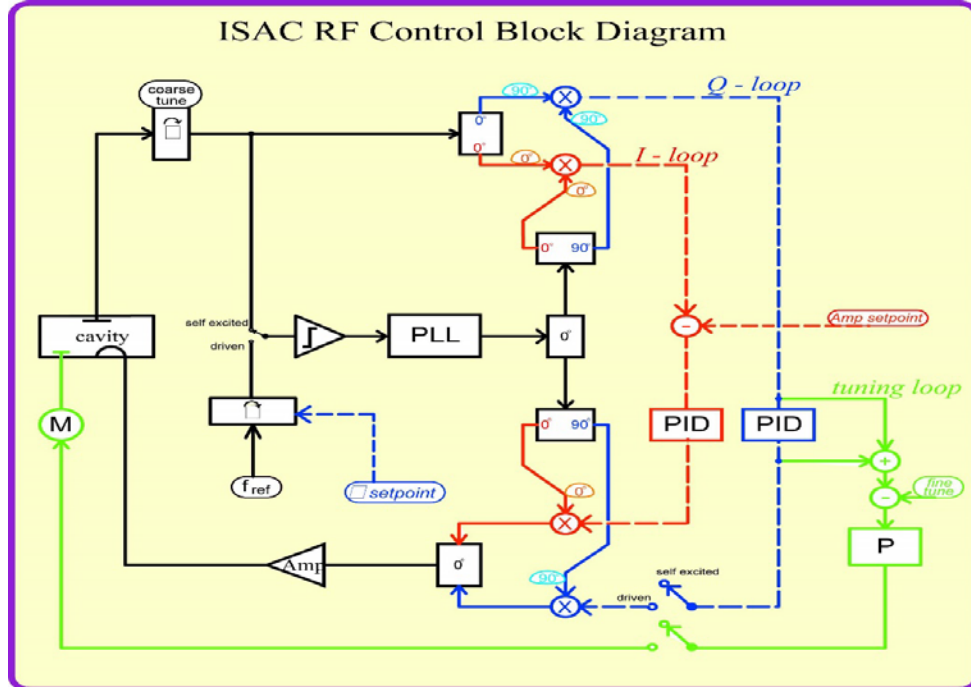 ISAC RF Control Block Diagram
coarse
tune
90°
Q - loop
0°
90°
0°
0°
I - loop
0°
0°
90°
self excited
driven
PLL
0°
Amp setpoint
cavity
tuning loop
M
0°
90°
PID
PID
+
-
fine
tune
f ref
□ setpoint
0°
P
Amp
0°
90°
self excited
driven